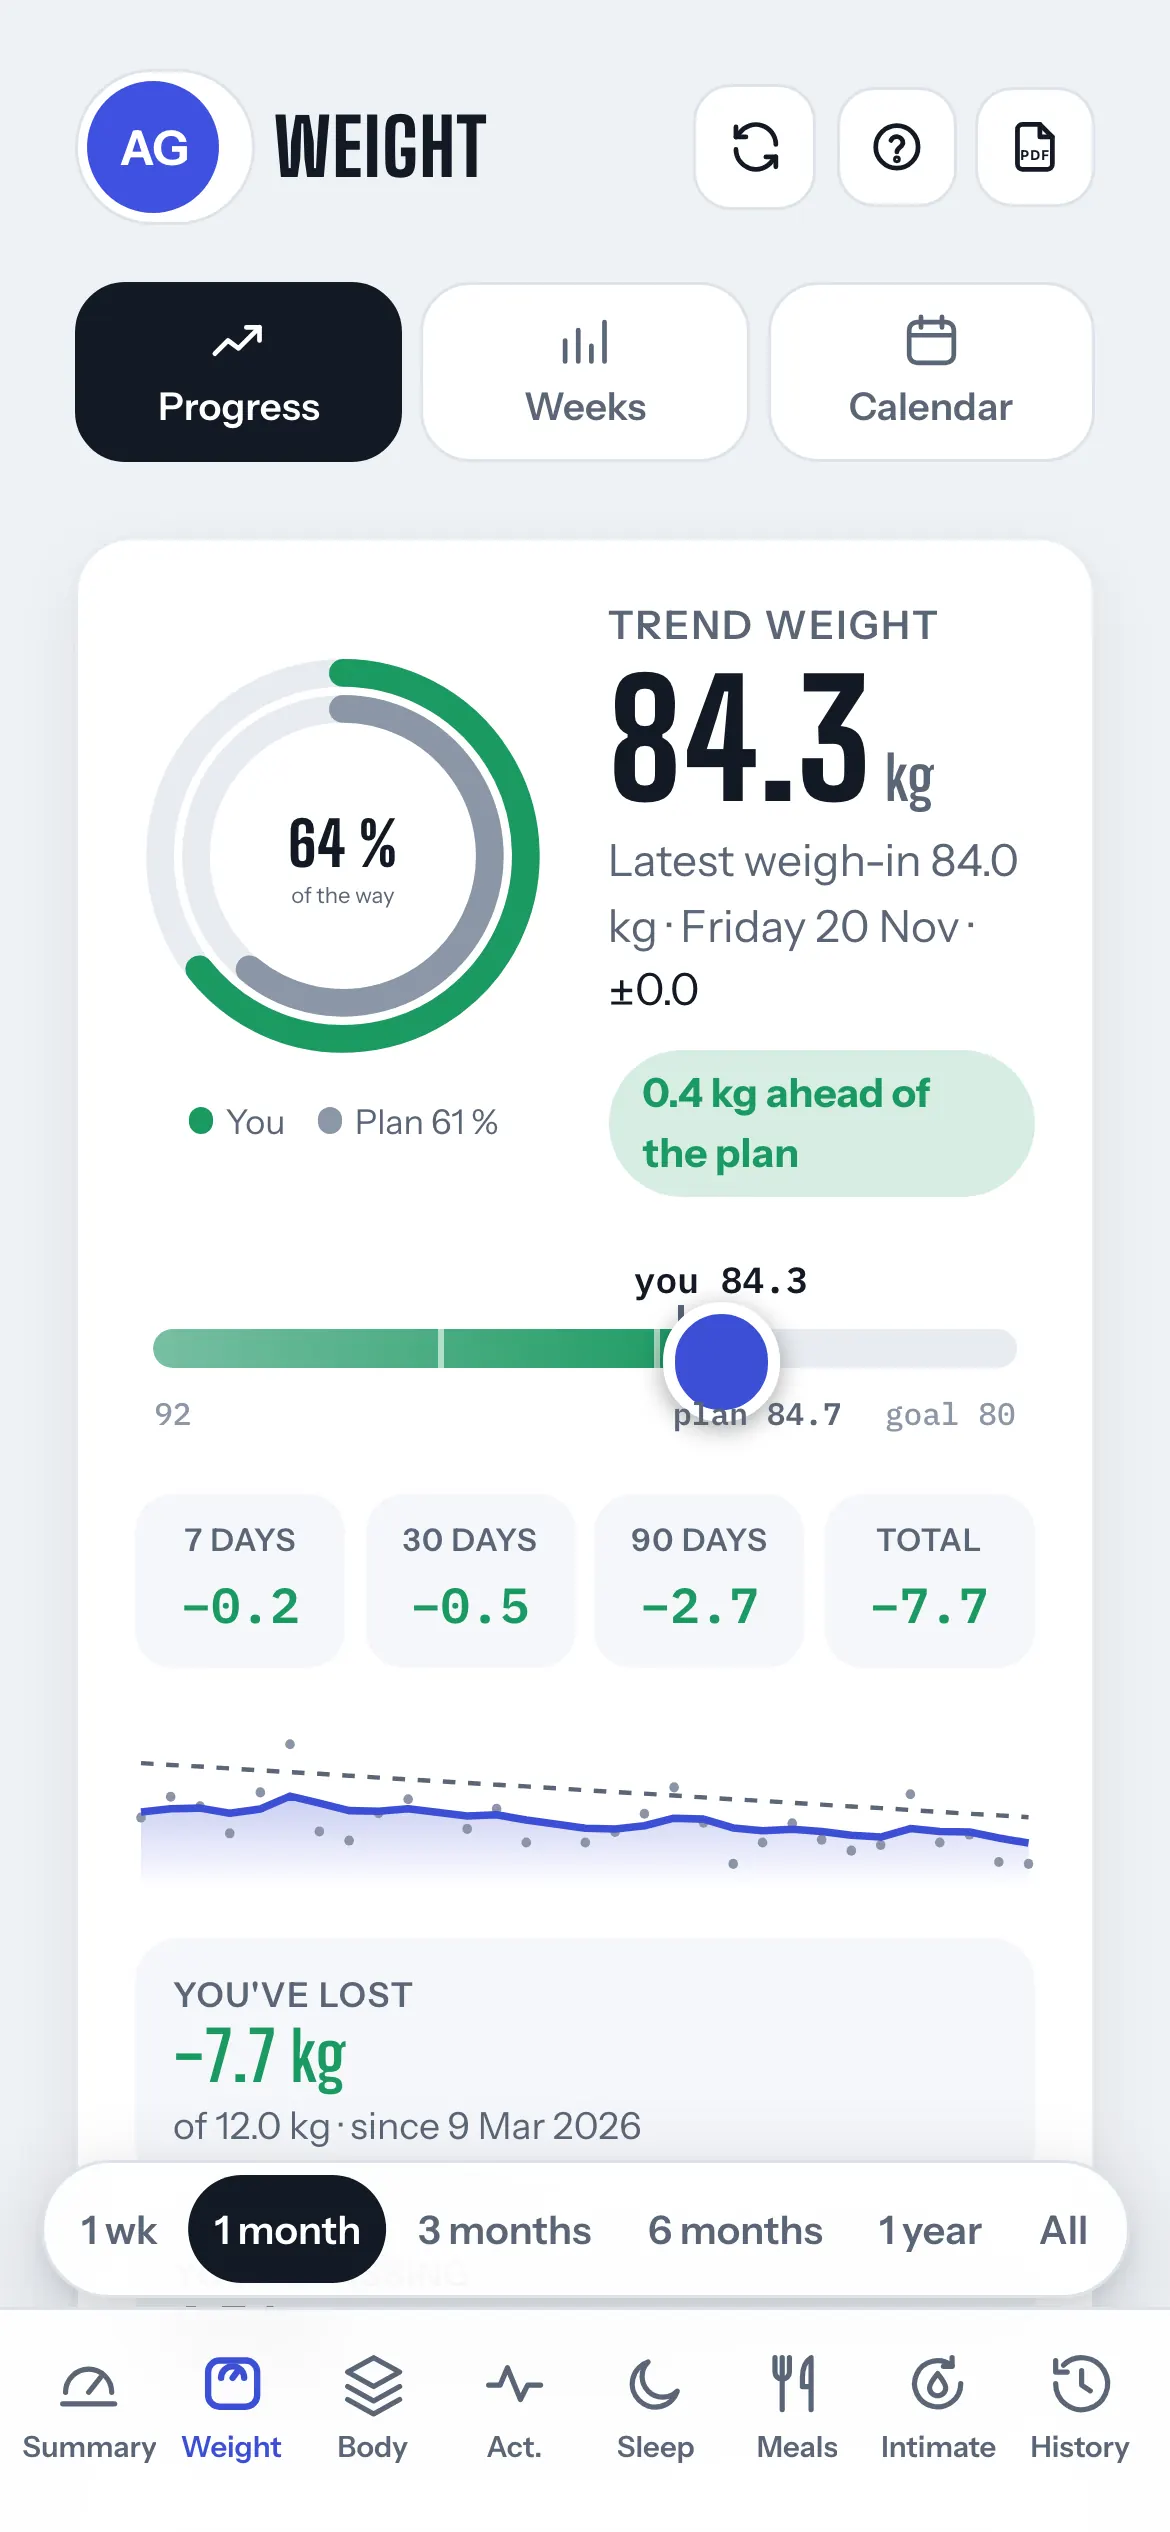 AG
WEIGHT
PDF
Progress
Weeks
Calendar
TREND WEIGHT
84.3 kg
Latest weigh-in 84.0
kg · Friday 20 Nov ·
±0.0
0.4 kg ahead of
the plan
64 %
of the way
You
Plan 61 %
you 84.3
92
plan 84.7
goal 80
7 DAYS
−0.2
30 DAYS
−0.5
90 DAYS
−2.7
TOTAL
−7.7
YOU'VE LOST
−7.7 kg
of 12.0 kg · since 9 Mar 2026
1 wk
1 month
3 months
6 months
1 year
All
Summary
Weight
Body
Act.
Sleep
Meals
Intimate
History